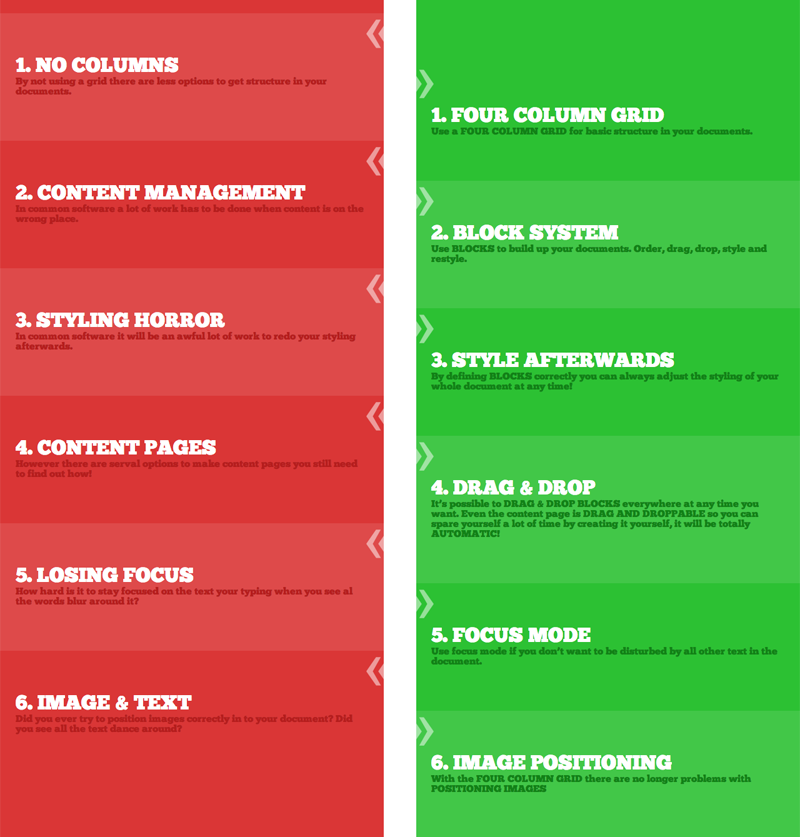 1. NO COLUMNS
By not using a grid there are less options to get structure in your
documents.
2. CONTENT MANAGEMENT
In common software a lot of work has to be done when content is on the
wrong place.
3. STYLING HORROR
In common software it will be an awful lot of work to redo your styling
afterwards.
4. CONTENT PAGES
However there are serval options to make content pages you still need
to find out how!
5. LOSING FOCUS
How hard is it to stay focused on the text your typing when you see al
the words blur around it?
6. IMAGE & TEXT
Did you ever try to position images correctly in to your document? Did
you see all the text dance around?
1. FOUR COLUMN GRID
Use a FOUR COLUMN GRID for basic structure in your documents.
2. BLOCK SYSTEM
Use BLOCKS to build up your documents. Order, drag, drop, style and
restyle.
3. STYLE AFTERWARDS
By defining BLOCKS correctly you can always adjust the styling of your
whole document at any time!
4. DRAG & DROP
It's possible to DRAG & DROP BLOCKS everywhere at any time you
want. Even the content page is DRAG AND DROPPABLE so you can
spare yourself a lot of time by creating it yourself, it will be totally
AUTOMATIC!
5. FOCUS MODE
Use focus mode if you don't want to be disturbed by all other text in the
document.
6. IMAGE POSITIONING
With the FOUR COLUMN GRID there are no longer problems with
POSITIONING IMAGES